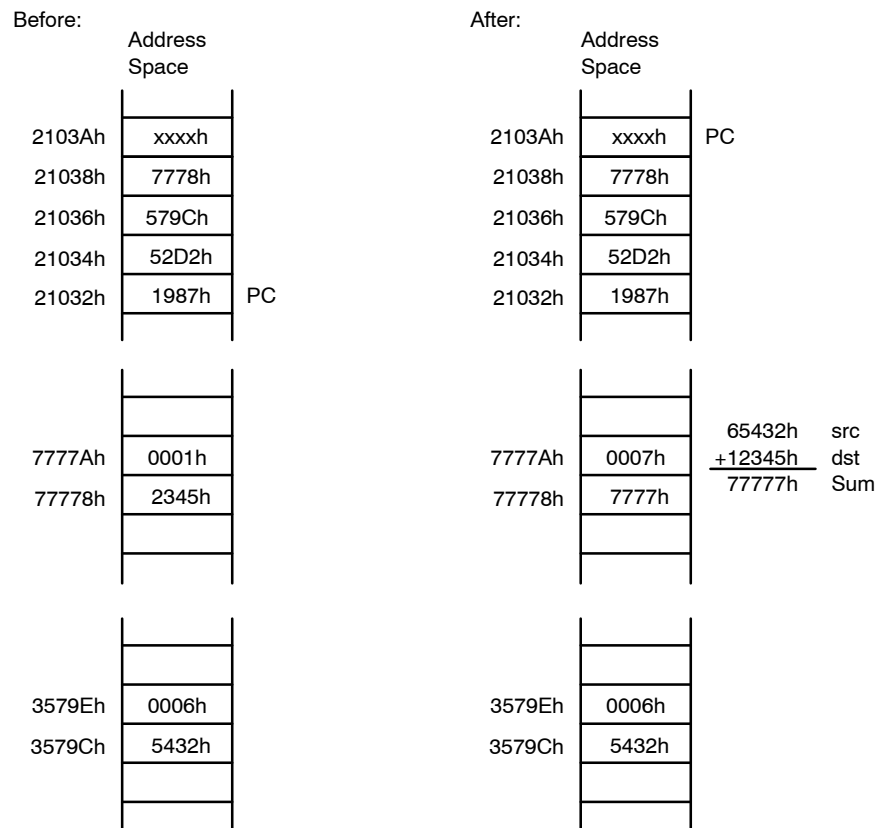 Before:
Address
Space
2103Ah xxxxh
21038h 7778h
21036h 579Ch
21034h 52D2h
21032h 1987h PC
7777Ah 0001h
77778h 2345h
3579Eh 0006h
3579Ch 5432h
After:
Address
Space
2103Ah xxxxh PC
21038h 7778h
21036h 579Ch
21034h 52D2h
21032h 1987h
65432h src
7777Ah 0007h +12345h dst
77778h 7777h 77777h Sum
3579Eh 0006h
3579Ch 5432h